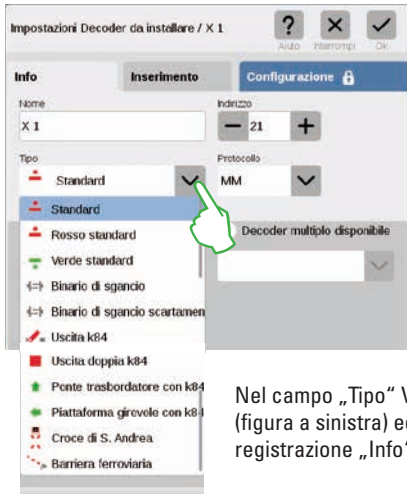 Impostazioni Decoder da installare / X 1
?
Aiuto Interrompi Ok
Info Inserimento Configurazione
Nome Indirizzo
X 1 21
Tipo Protocollo
Standard MM
Standard
Rosso standard Decoder multiplo disponibile
Verde standard
Binario di sgancio
Binario di sgancio scartamen
Uscita k84
Uscita doppia k84
Ponte trasbordatore con k84
Piattaforma girevole con k84
Croce di S. Andrea
Barriera ferroviaria
Nel campo „Tipo“ V
(figura a sinistra) ed
registrazione „Info“